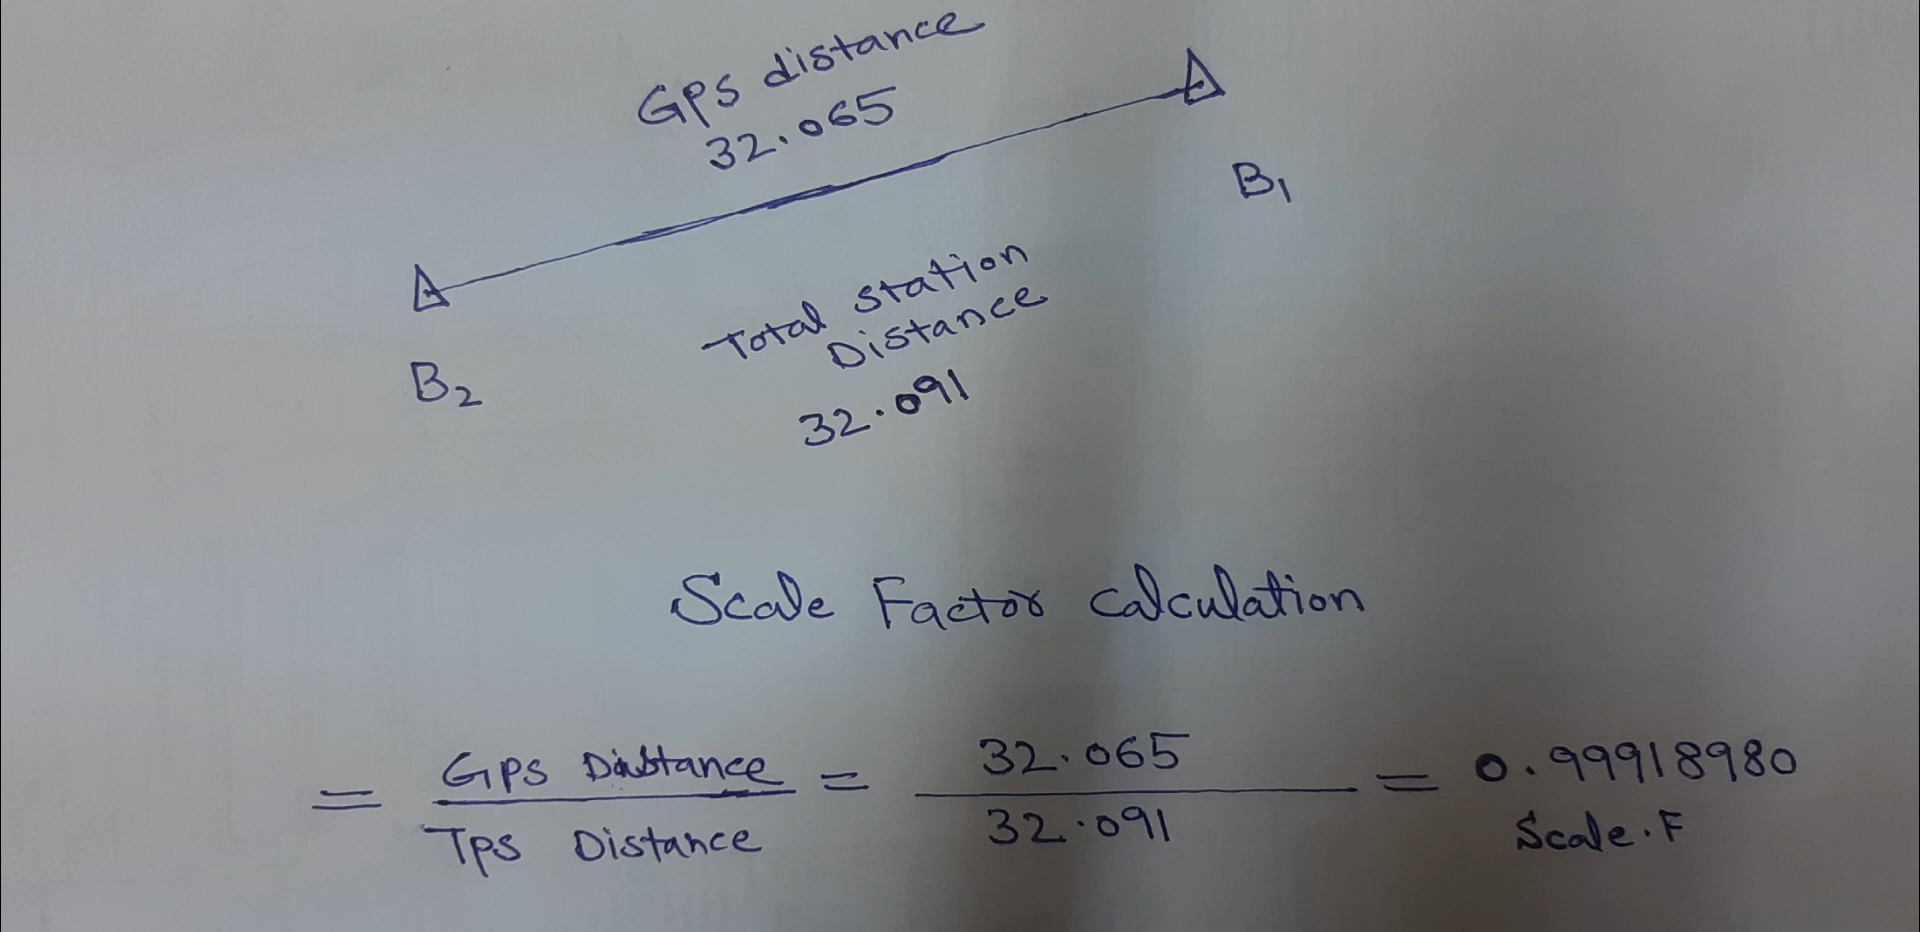 GPS distance
32.065
B1
Total station
Distance
32.091
B2
Scale Factor calculation
= GPS Distance / Tps Distance = 32.065 / 32.091 = 0.99918980
Scale.F